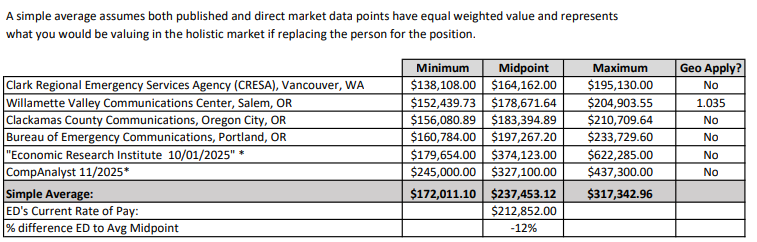 A simple average assumes both published and direct market data points have equal weighted value and represents
what you would be valuing in the holistic market if replacing the person for the position.
Minimum Midpoint Maximum Geo Apply?
Clark Regional Emergency Services Agency (CRESA), Vancouver, WA $138,108.00 $164,162.00 $195,130.00 No
Willamette Valley Communications Center, Salem, OR $152,439.73 $178,671.64 $204,903.55 1.035
Clackamas County Communications, Oregon City, OR $156,080.89 $183,394.89 $210,709.64 No
Bureau of Emergency Communications, Portland, OR $160,784.00 $197,267.20 $233,729.60 No
"Economic Research Institute 10/01/2025" * $179,654.00 $374,123.00 $622,285.00 No
CompAnalyst 11/2025* $245,000.00 $327,100.00 $437,300.00 No
Simple Average: $172,011.10 $237,453.12 $317,342.96
ED's Current Rate of Pay: $212,852.00
% difference ED to Avg Midpoint -12%